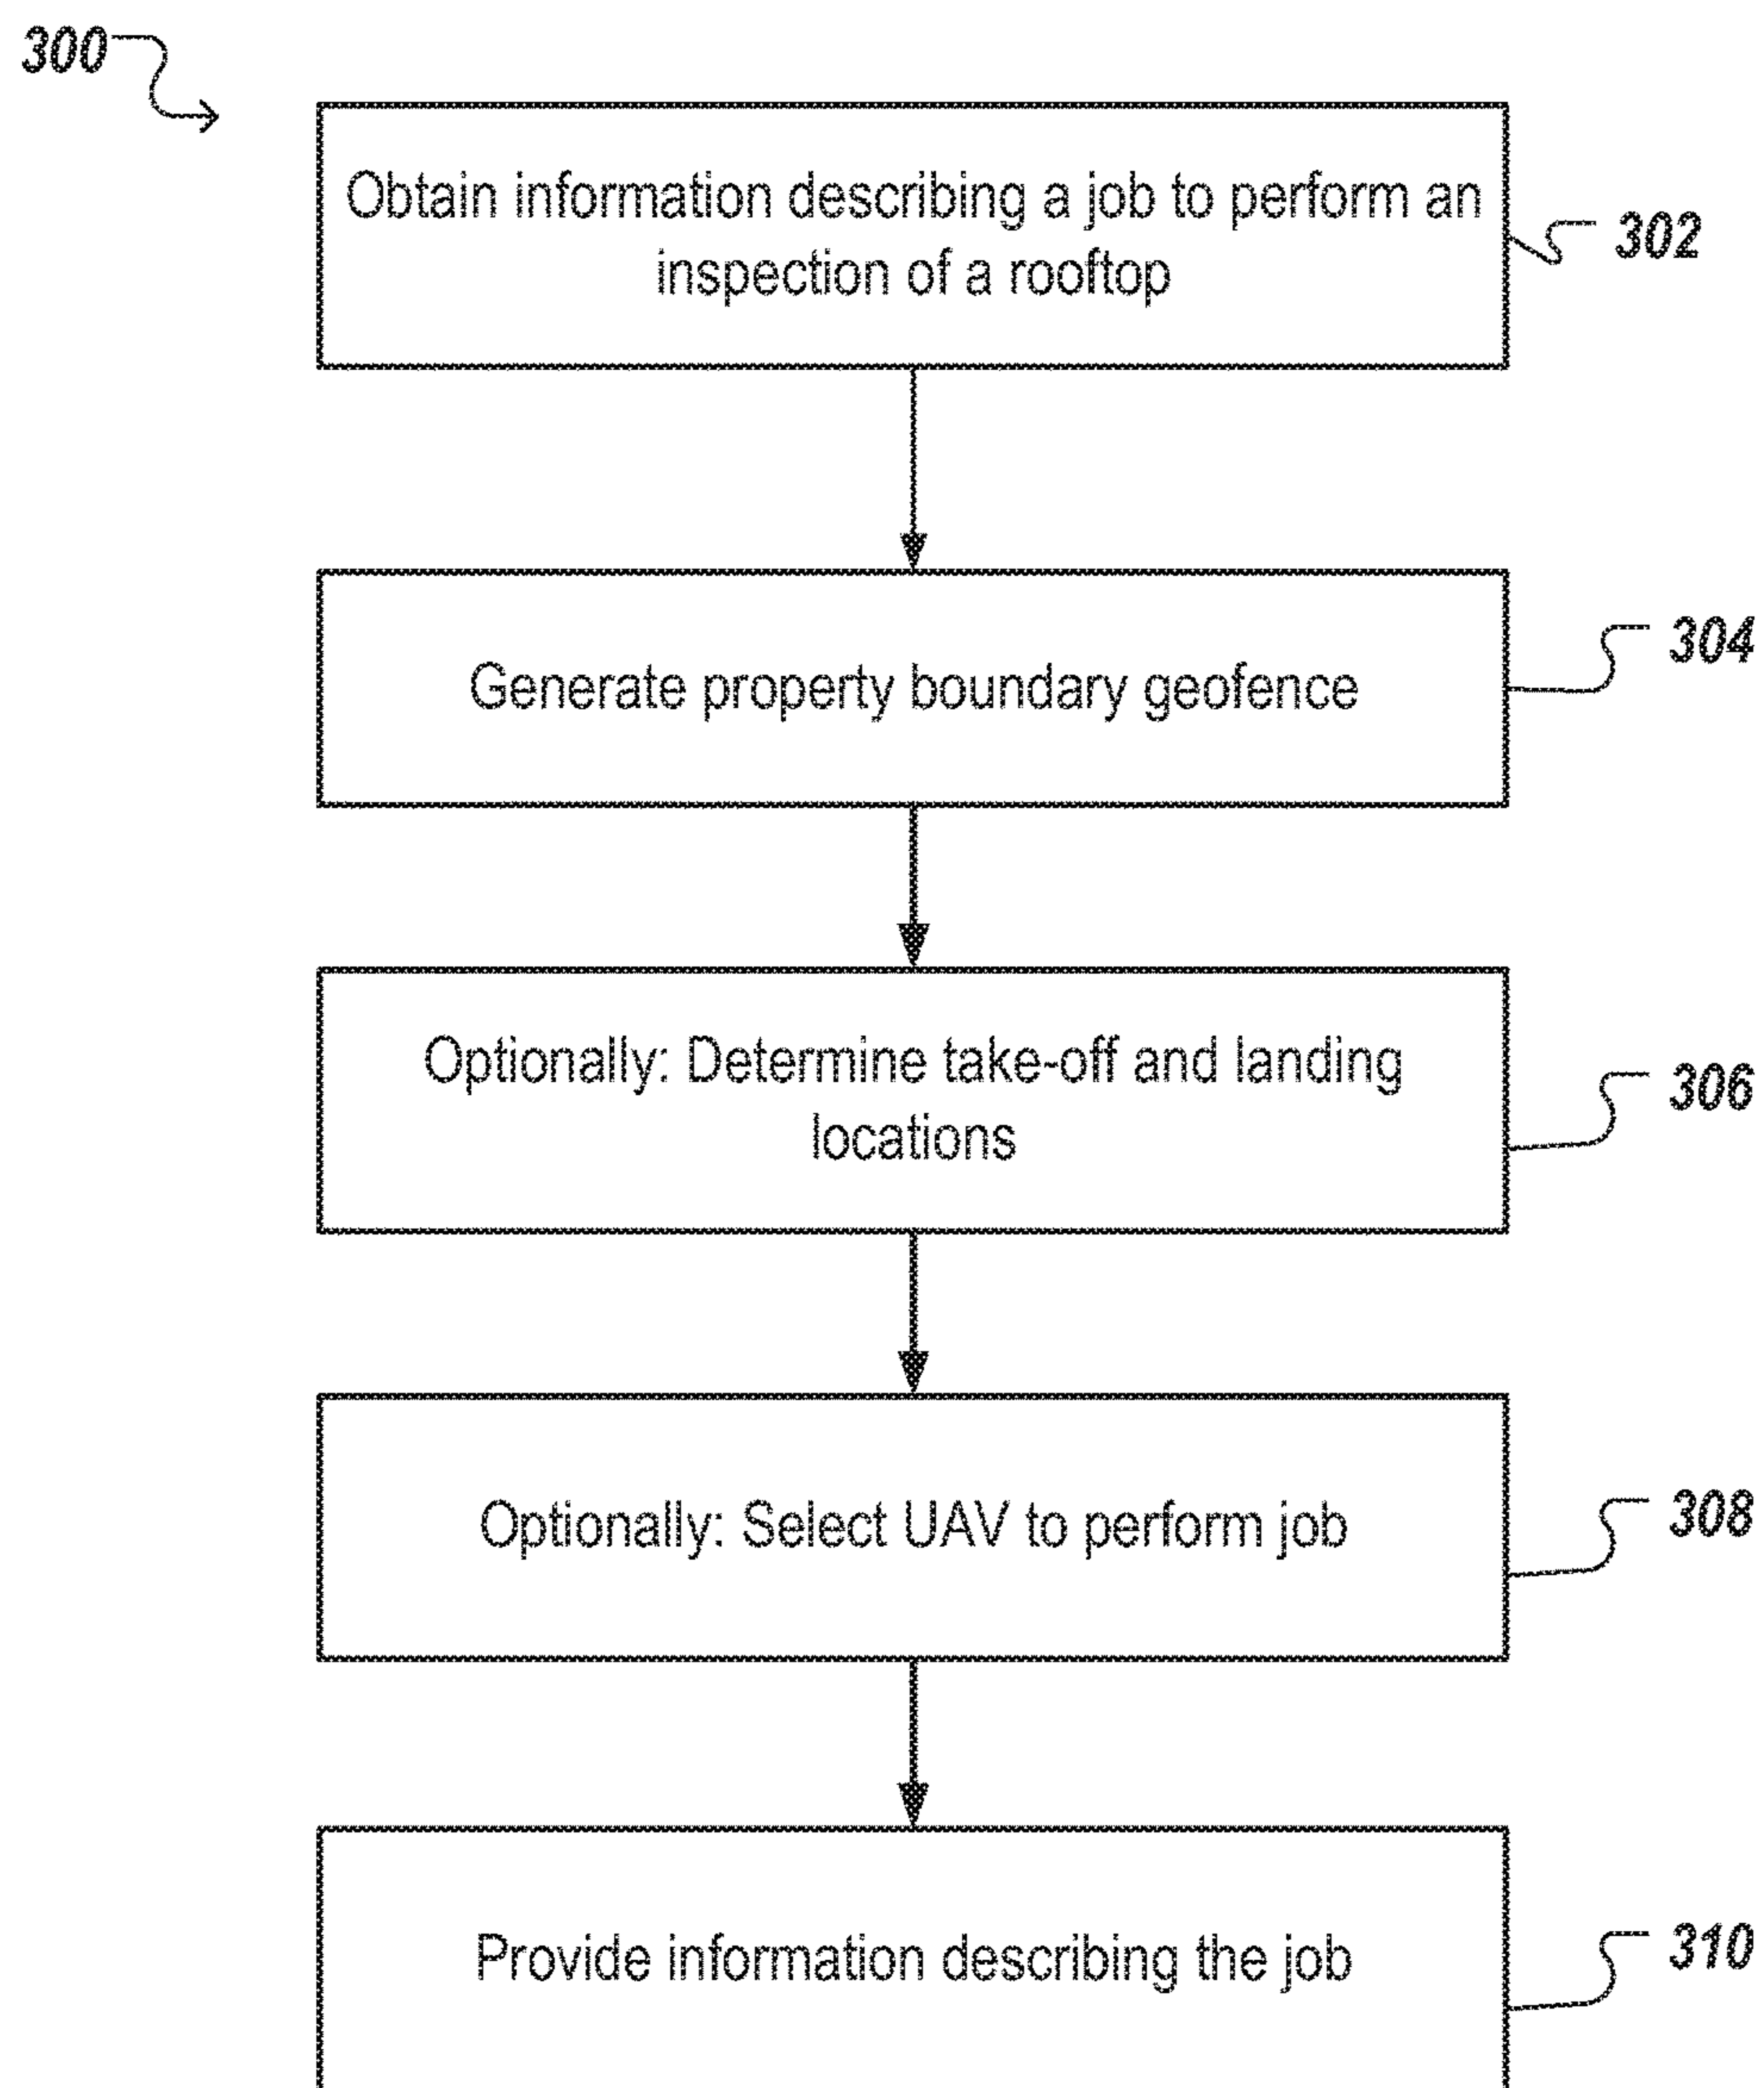 300
Obtain information describing a job to perform an
inspection of a rooftop
302
Generate property boundary geofence
304
Optionally: Determine take-off and landing
locations
306
Optionally: Select UAV to perform job
308
Provide information describing the job
310